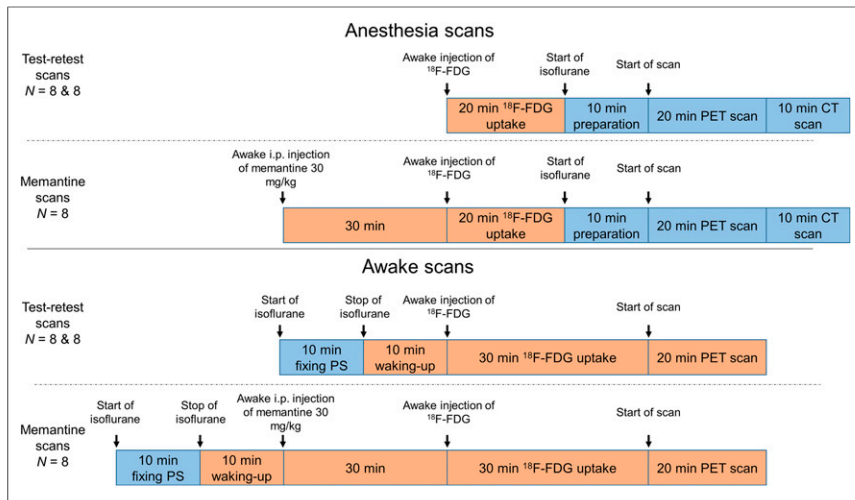 Anesthesia scans
Test-retest
scans
N = 8 & 8
Awake injection of
¹⁸F-FDG
Start of
isoflurane
Start of scan
20 min ¹⁸F-FDG
uptake
10 min
preparation
20 min PET scan
10 min CT
scan
Memantine
scans
N = 8
Awake i.p. injection
of memantine 30
mg/kg
Awake injection of
¹⁸F-FDG
Start of
isoflurane
Start of scan
30 min
20 min ¹⁸F-FDG
uptake
10 min
preparation
20 min PET scan
10 min CT
scan
Awake scans
Test-retest
scans
N = 8 & 8
Start of
isoflurane
Stop of
isoflurane
Awake injection of
¹⁸F-FDG
Start of scan
10 min
fixing PS
10 min
waking-up
30 min ¹⁸F-FDG uptake
20 min PET scan
Memantine
scans
N = 8
Start of
isoflurane
Stop of
isoflurane
Awake i.p. injection
of memantine 30
mg/kg
Awake injection of
¹⁸F-FDG
Start of scan
10 min
fixing PS
10 min
waking-up
30 min
30 min ¹⁸F-FDG uptake
20 min PET scan